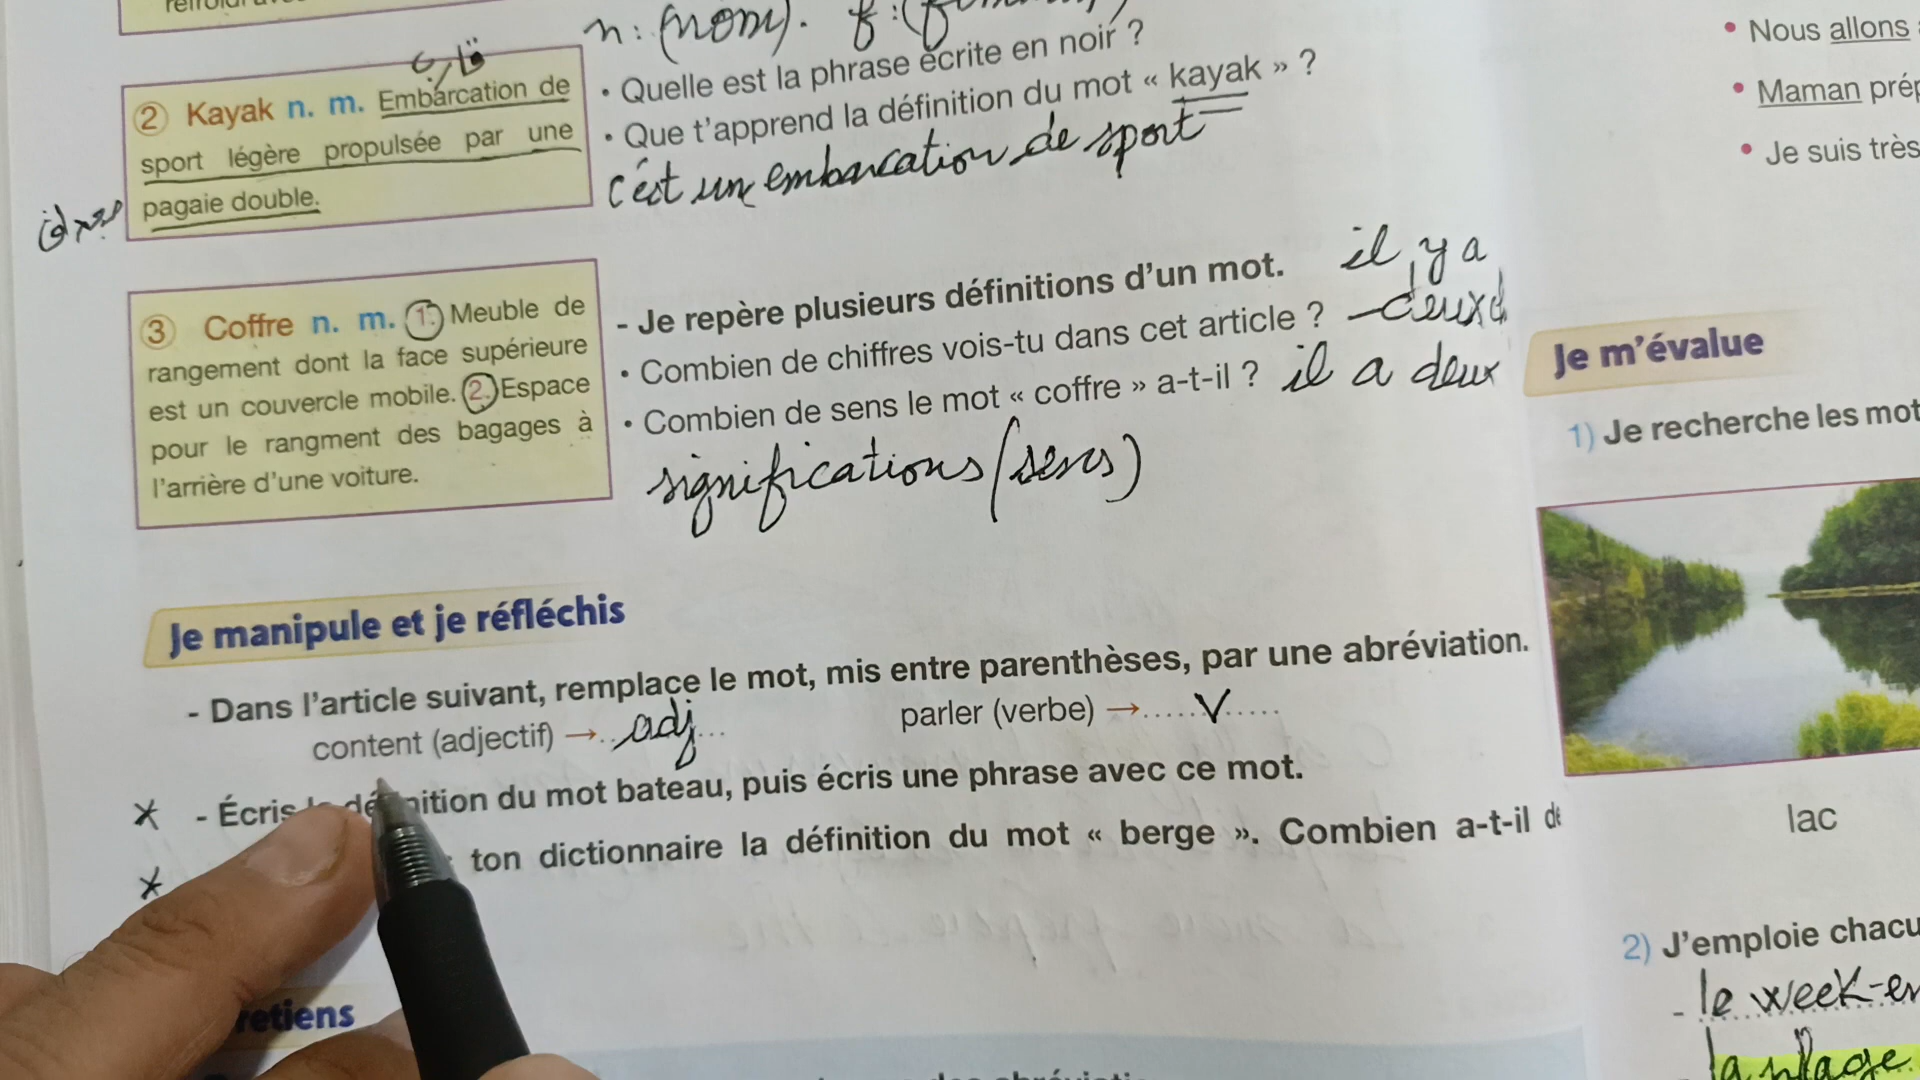 n: (nom). f:
② Kayak n. m. Embarcation de
sport légère propulsée par une
pagaie double.
قارب
مجداف
• Quelle est la phrase écrite en noir ?
• Que t'apprend la définition du mot « kayak » ?
c'est un embarcation de sport
③ Coffre n. m. 1. Meuble de
rangement dont la face supérieure
est un couvercle mobile. 2. Espace
pour le rangment des bagages à
l'arrière d'une voiture.
- Je repère plusieurs définitions d'un mot.
• Combien de chiffres vois-tu dans cet article ? il y a deux
• Combien de sens le mot « coffre » a-t-il ? il a deux
significations (sens)
Je manipule et je réfléchis
- Dans l'article suivant, remplace le mot, mis entre parenthèses, par une abréviation.
content (adjectif) → adj parler (verbe) → V
- Écris définition du mot bateau, puis écris une phrase avec ce mot.
ton dictionnaire la définition du mot « berge ». Combien a-t-il
• Nous allons
• Maman
• Je suis très
Je m'évalue
1) Je recherche les
lac
2) J'emploie
- le
la plage